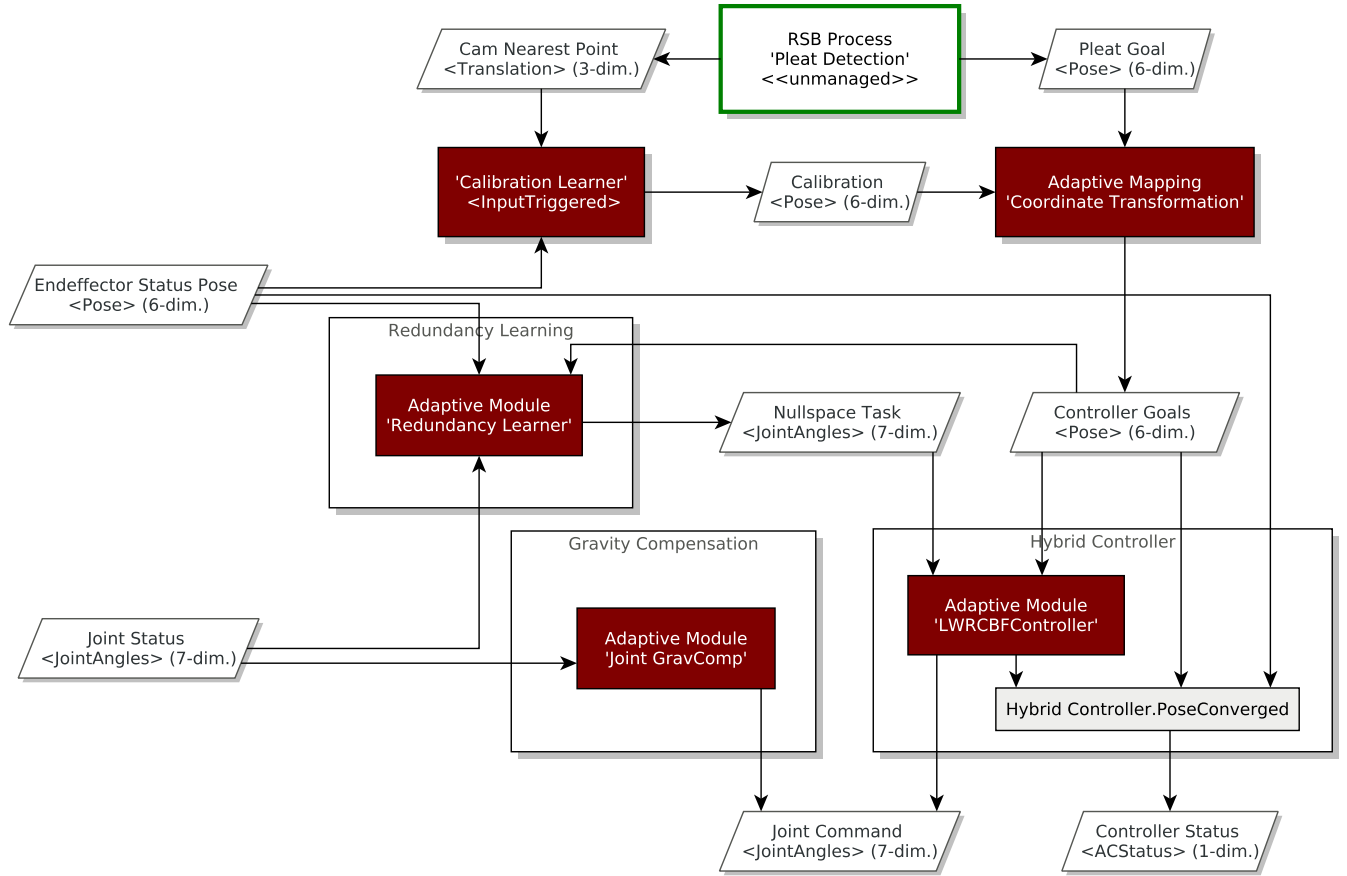 Cam Nearest Point
<Translation> (3-dim.)
RSB Process
'Pleat Detection'
<<unmanaged>>
Pleat Goal
<Pose> (6-dim.)
'Calibration Learner'
<InputTriggered>
Calibration
<Pose> (6-dim.)
Adaptive Mapping
'Coordinate Transformation'
Endeffector Status Pose
<Pose> (6-dim.)
Redundancy Learning
Adaptive Module
'Redundancy Learner'
Nullspace Task
<JointAngles> (7-dim.)
Controller Goals
<Pose> (6-dim.)
Gravity Compensation
Hybrid Controller
Joint Status
<JointAngles> (7-dim.)
Adaptive Module
'Joint GravComp'
Adaptive Module
'LWRCBFController'
Hybrid Controller.PoseConverged
Joint Command
<JointAngles> (7-dim.)
Controller Status
<ACStatus> (1-dim.)